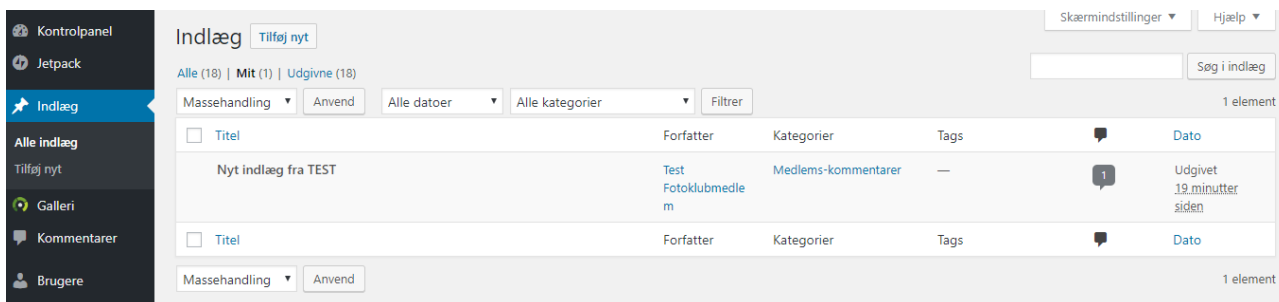 Kontrolpanel
Jetpack
Indlæg
Alle indlæg
Tilføj nyt
Galleri
Kommentarer
Brugere
Skærmindstillinger ▼ Hjælp ▼
Indlæg Tilføj nyt
Alle (18) | Mit (1) | Udgivne (18)
Søg i indlæg
Massehandling ▼ Anvend Alle datoer ▼ Alle kategorier ▼ Filtrer 1 element
Titel Forfatter Kategorier Tags Dato
Nyt indlæg fra TEST Test Medlems-kommentarer — 1 Udgivet
Fotoklubmedle 19 minutter
m siden
Titel Forfatter Kategorier Tags Dato
Massehandling ▼ Anvend 1 element